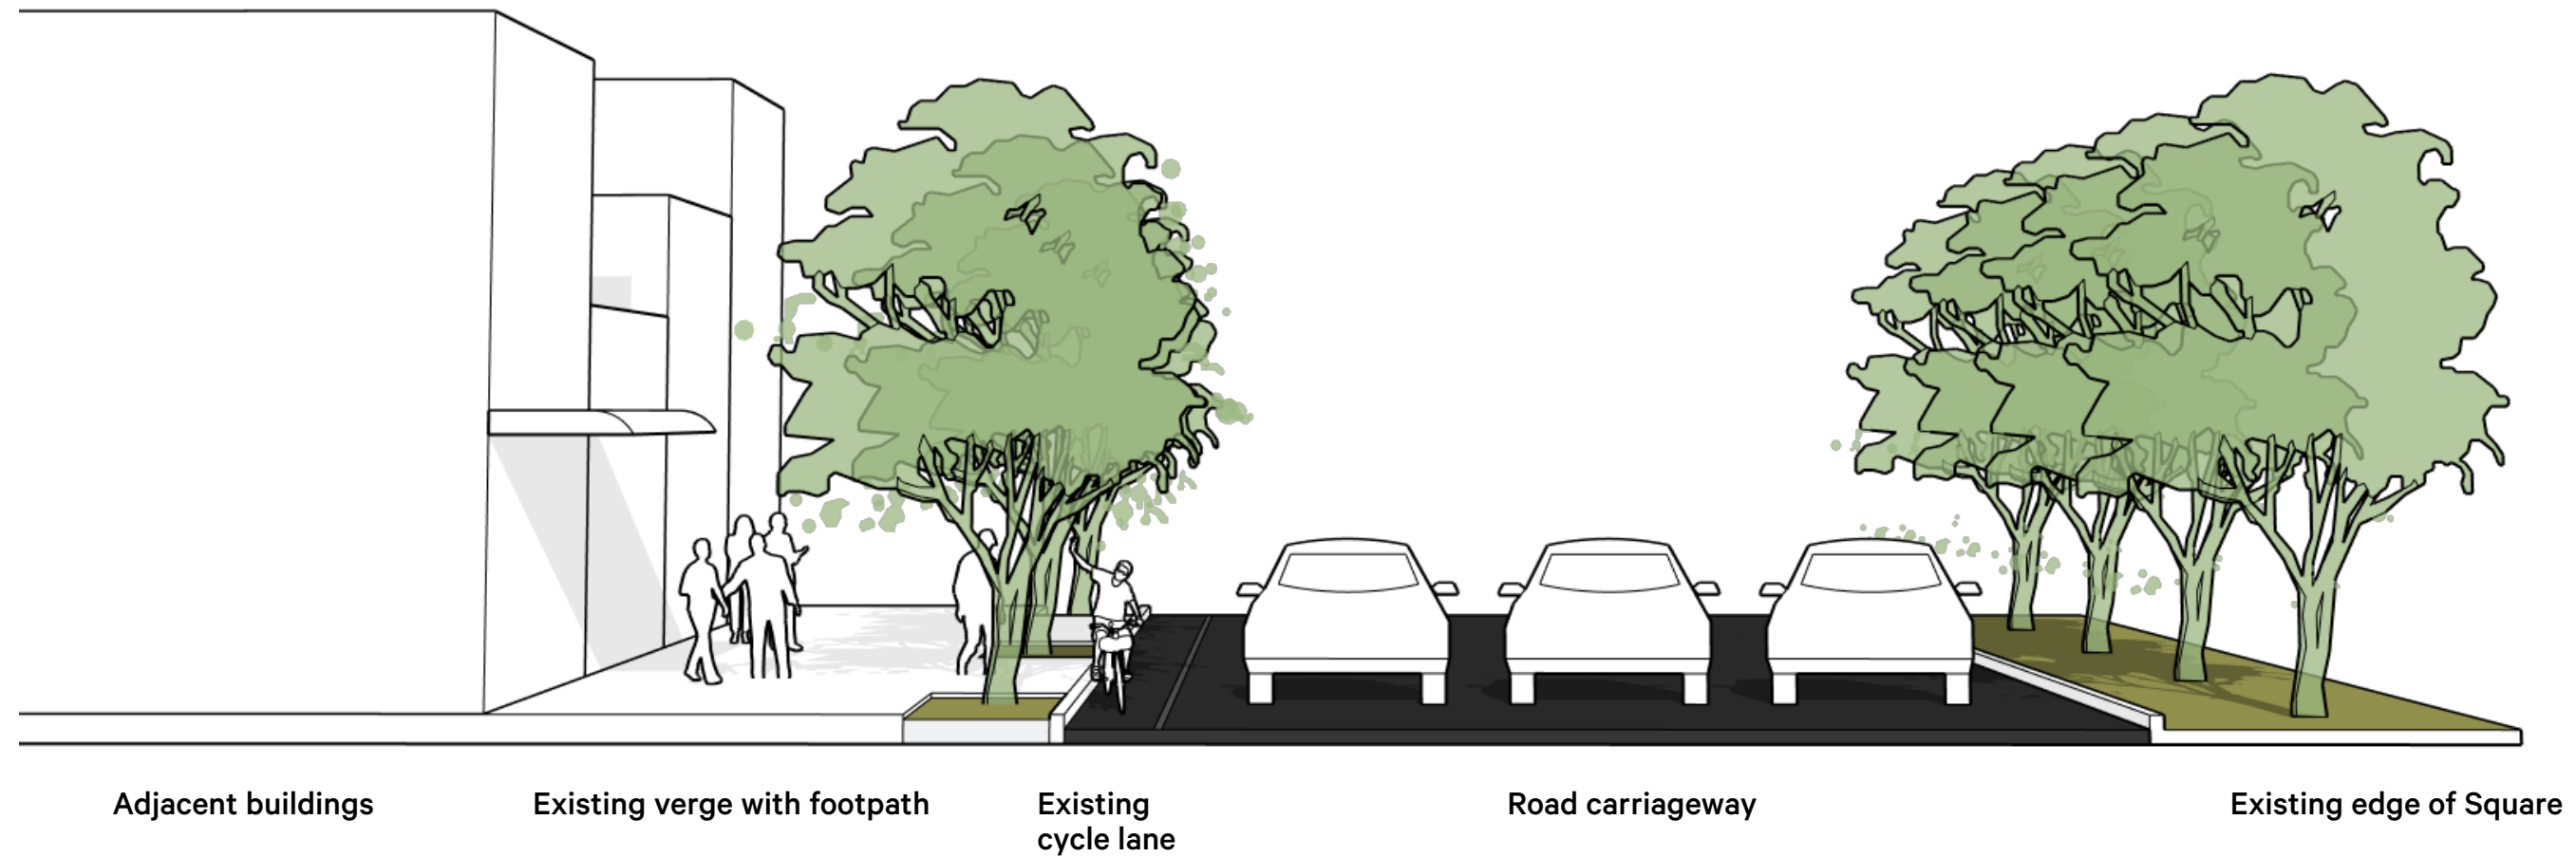 Adjacent buildings
Existing verge with footpath
Existing
cycle lane
Road carriageway
Existing edge of Square